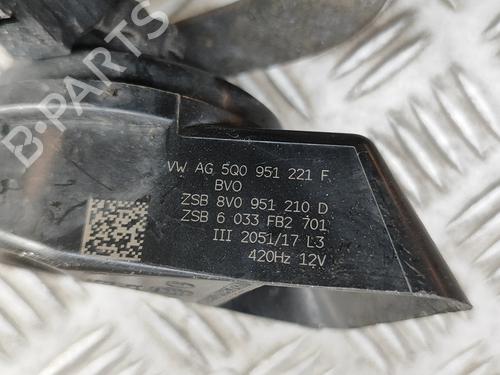 B-PARTS
VW AG 5Q0 951 221 F
BVO
ZSB 8V0 951 210 D
ZSB 6 033 FB2 701
III 2051/17 L3
420Hz 12V